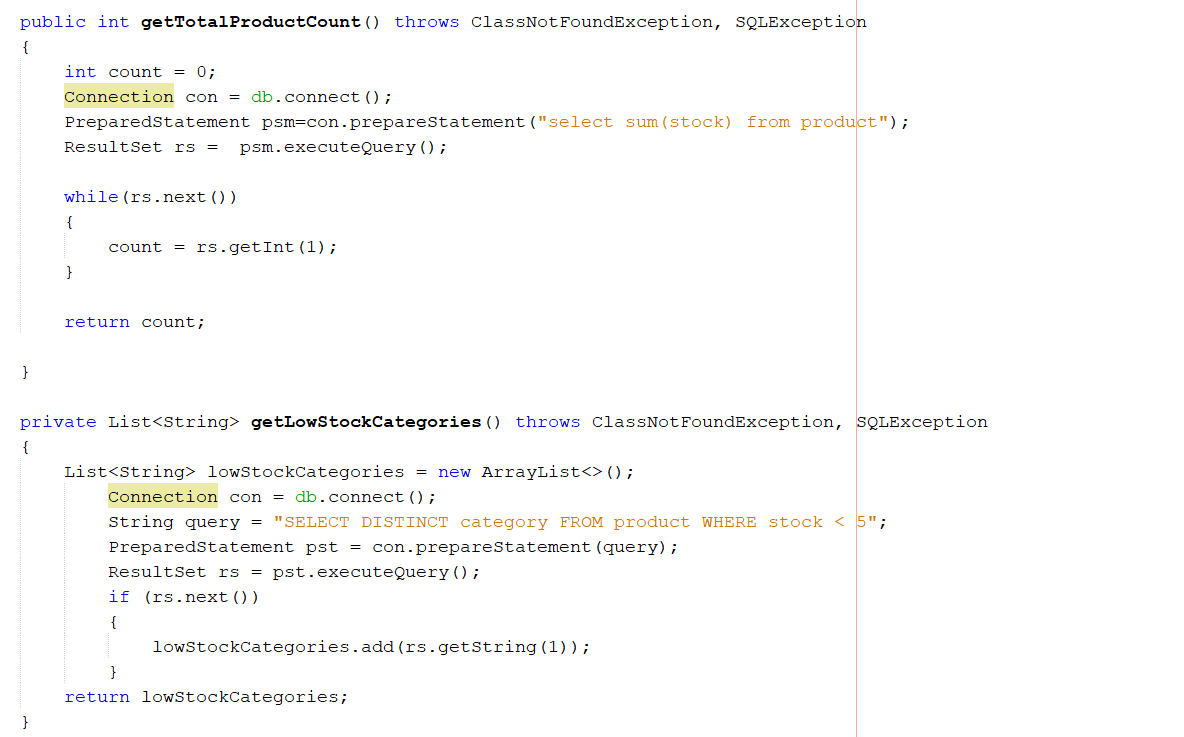 public int getTotalProductCount() throws ClassNotFoundException, SQLException
{
    int count = 0;
    Connection con = db.connect();
    PreparedStatement psm=con.prepareStatement("select sum(stock) from product");
    ResultSet rs =  psm.executeQuery();

    while(rs.next())
    {
        count = rs.getInt(1);
    }

    return count;

}

private List<String> getLowStockCategories() throws ClassNotFoundException, SQLException
{
    List<String> lowStockCategories = new ArrayList<>();
        Connection con = db.connect();
        String query = "SELECT DISTINCT category FROM product WHERE stock < 5";
        PreparedStatement pst = con.prepareStatement(query);
        ResultSet rs = pst.executeQuery();
        if (rs.next())
        {
            lowStockCategories.add(rs.getString(1));
        }
    return lowStockCategories;
}